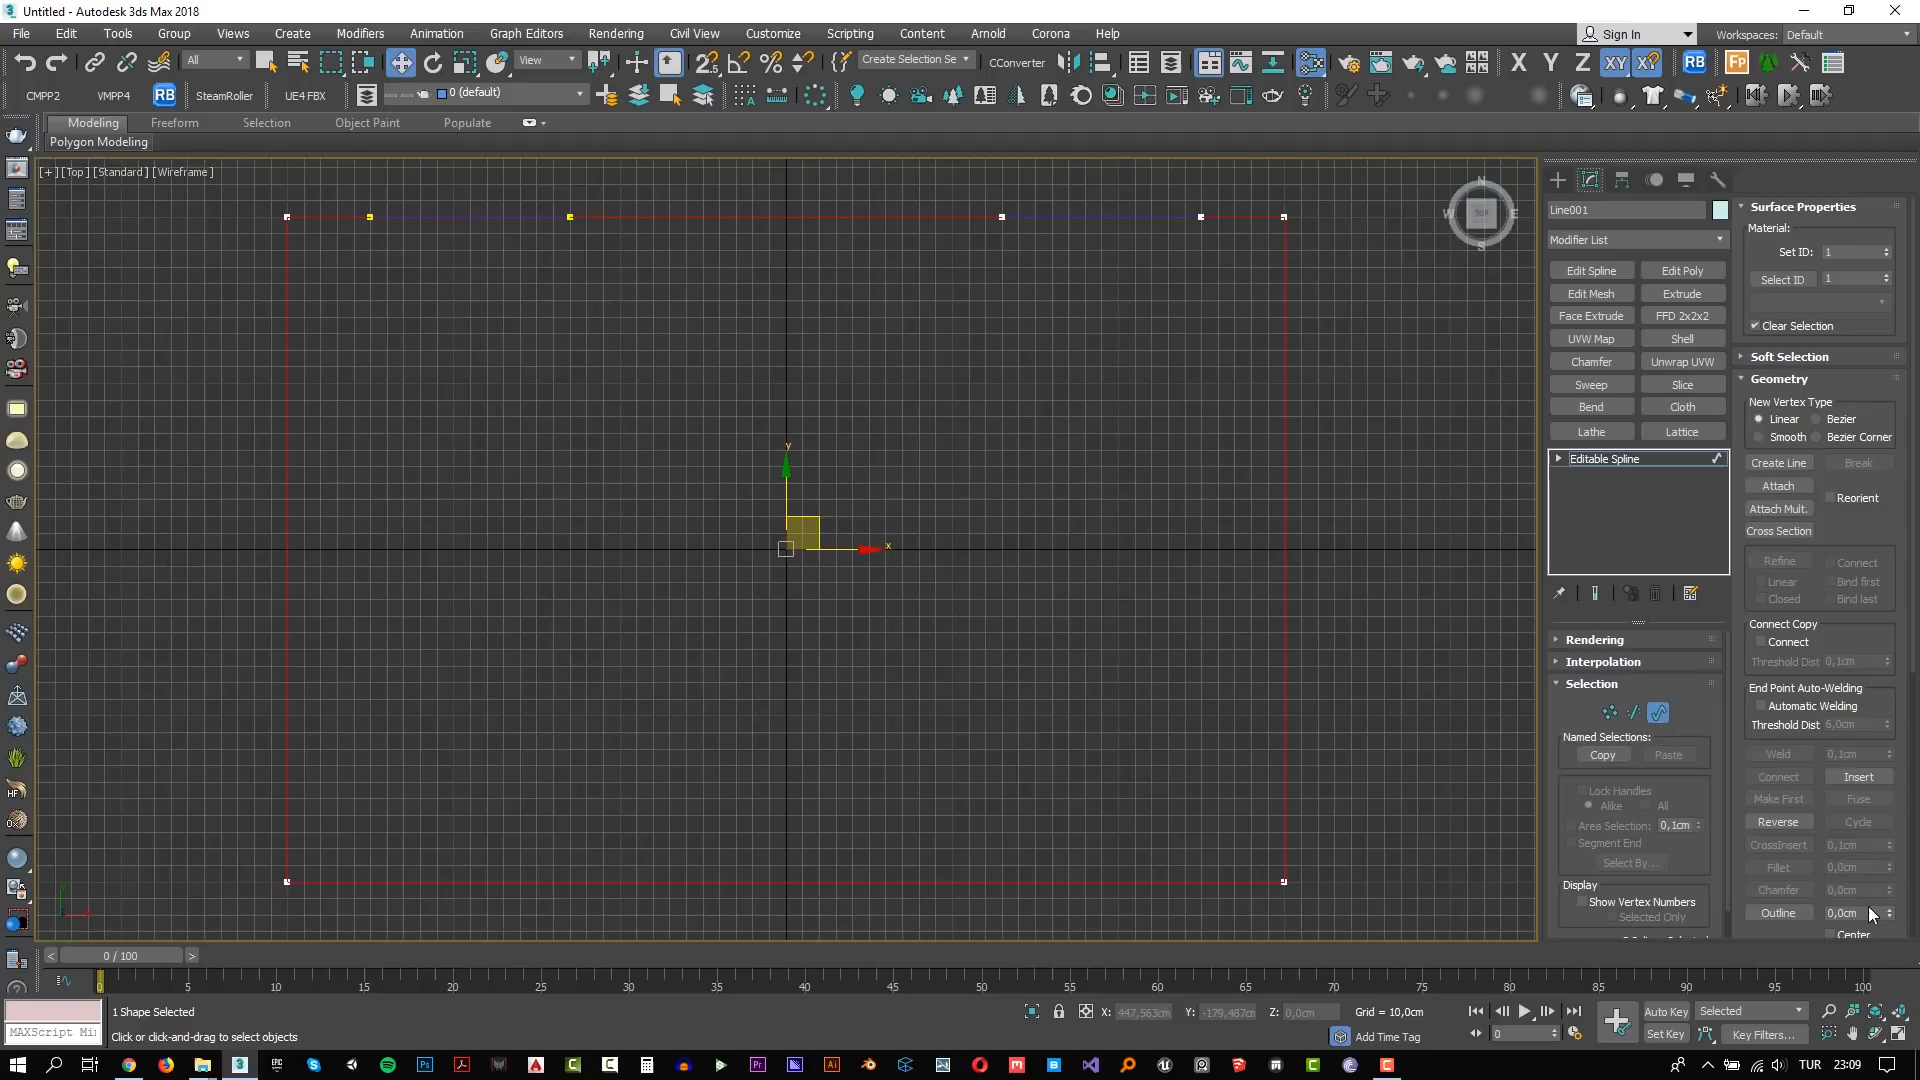 Untitled - Autodesk 3ds Max 2018
File Edit Tools Group Views Create Modifiers Animation Graph Editors Rendering Civil View Customize Scripting Content Arnold Corona Help
Sign In Workspaces: Default
All View Create Selection Se CConverter X Y Z XY XY RB Fp
CMPP2 VMPP4 RB SteamRoller UE4 FBX 0 (default)
Modeling Freeform Selection Object Paint Populate
Polygon Modeling
[+] [Top] [Standard] [Wireframe]
N
W TOP E
S
y
x
Line001
Modifier List
Edit Spline Edit Poly
Edit Mesh Extrude
Face Extrude FFD 2x2x2
UVW Map Shell
Chamfer Unwrap UVW
Sweep Slice
Bend Cloth
Lathe Lattice
Editable Spline
Rendering
Interpolation
Selection
Named Selections:
Copy Paste
Lock Handles
Alike All
Area Selection: 0,1cm
Segment End
Select By...
Display
Show Vertex Numbers
Selected Only
Surface Properties
Material:
Set ID: 1
Select ID 1
Clear Selection
Soft Selection
Geometry
New Vertex Type
Linear Bezier
Smooth Bezier Corner
Create Line Break
Attach
Reorient
Attach Mult.
Cross Section
Refine Connect
Linear Bind first
Closed Bind last
Connect Copy
Connect
Threshold Dist 0,1cm
End Point Auto-Welding
Automatic Welding
Threshold Dist 6,0cm
Weld 0,1cm
Connect Insert
Make First Fuse
Reverse Cycle
CrossInsert 0,1cm
Fillet 0,0cm
Chamfer 0,0cm
Outline 0,0cm
Center
< 0 / 100 >
0 5 10 15 20 25 30 35 40 45 50 55 60 65 70 75 80 85 90 95 100
1 Shape Selected X: 447,563cm Y: -179,487cm Z: 0,0cm Grid = 10,0cm Auto Key Selected
MAXScript Mi Click or click-and-drag to select objects Add Time Tag 0 Set Key Key Filters...
TUR 23:09